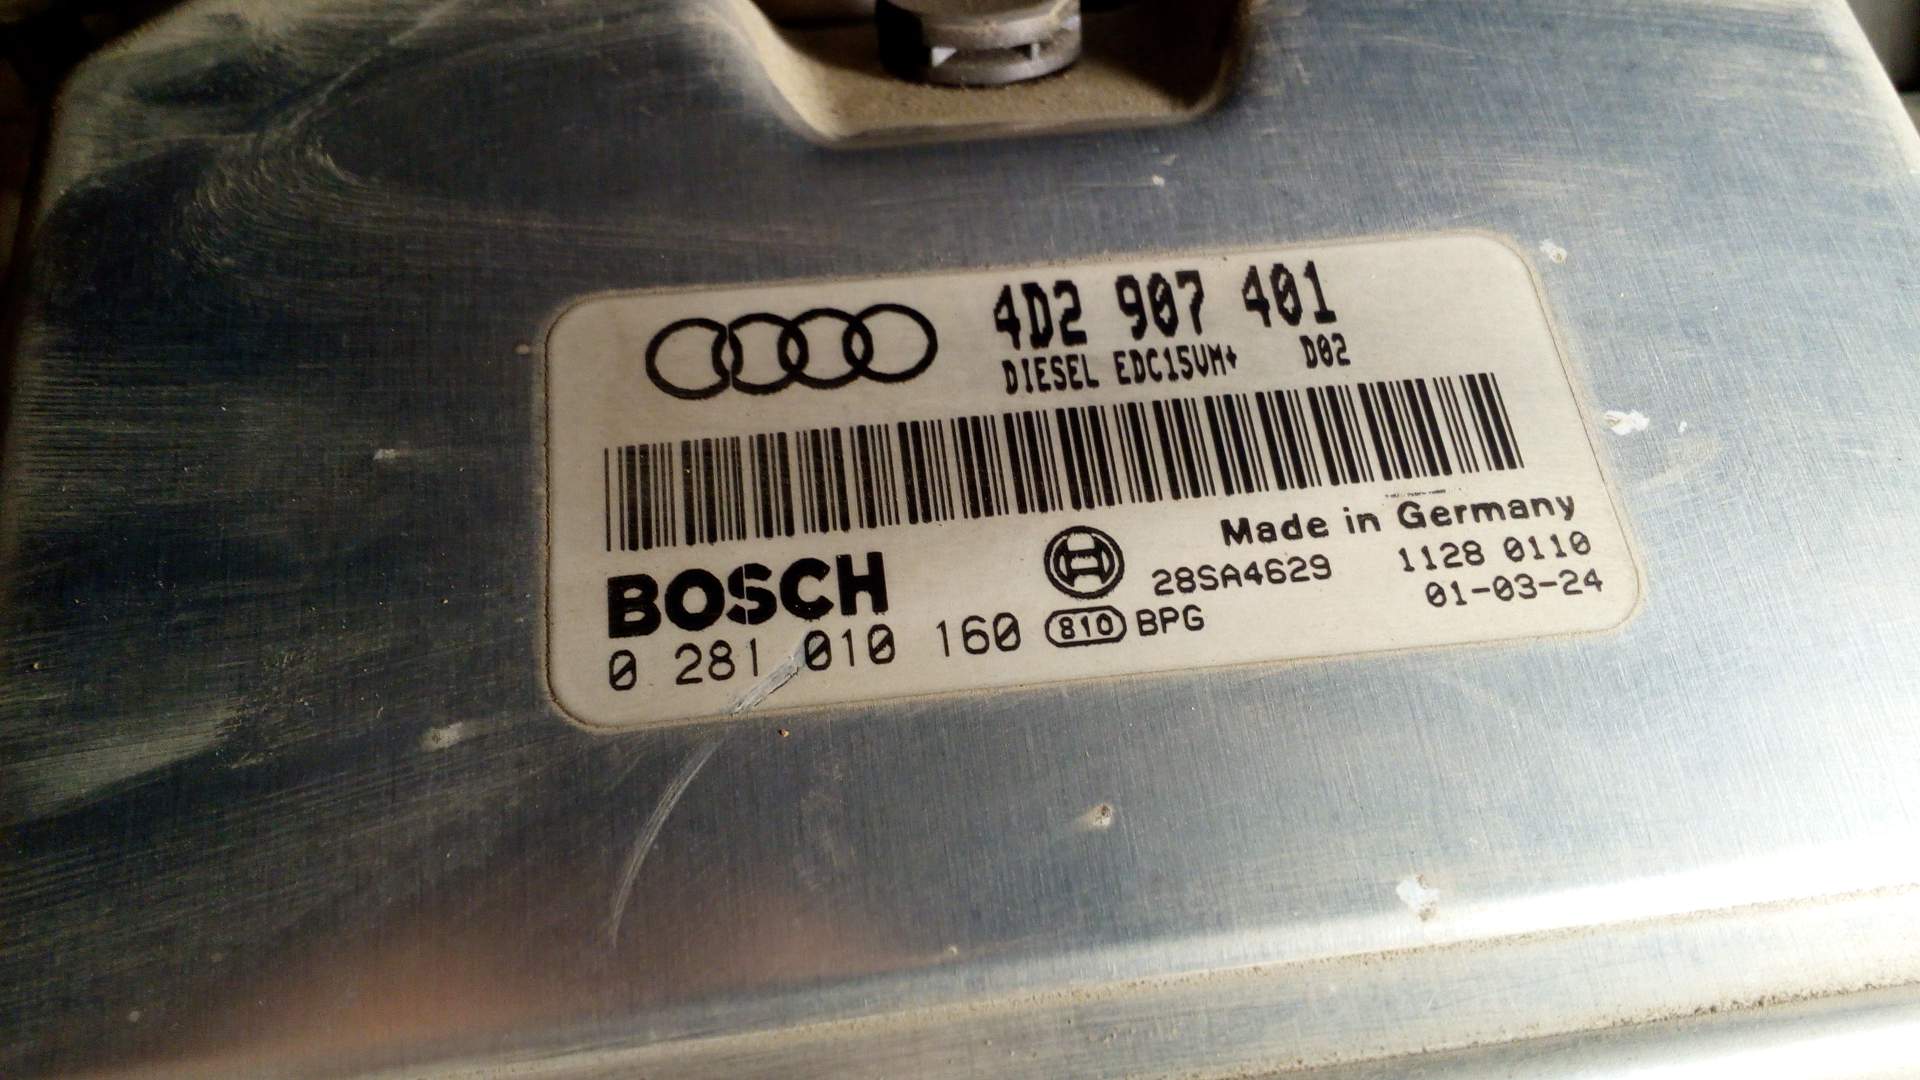 4D2 907 401
DIESEL EDC15VM+ D02
Made in Germany
BOSCH 28SA4629 1128 0110
0 281 010 160 810 BPG 01-03-24